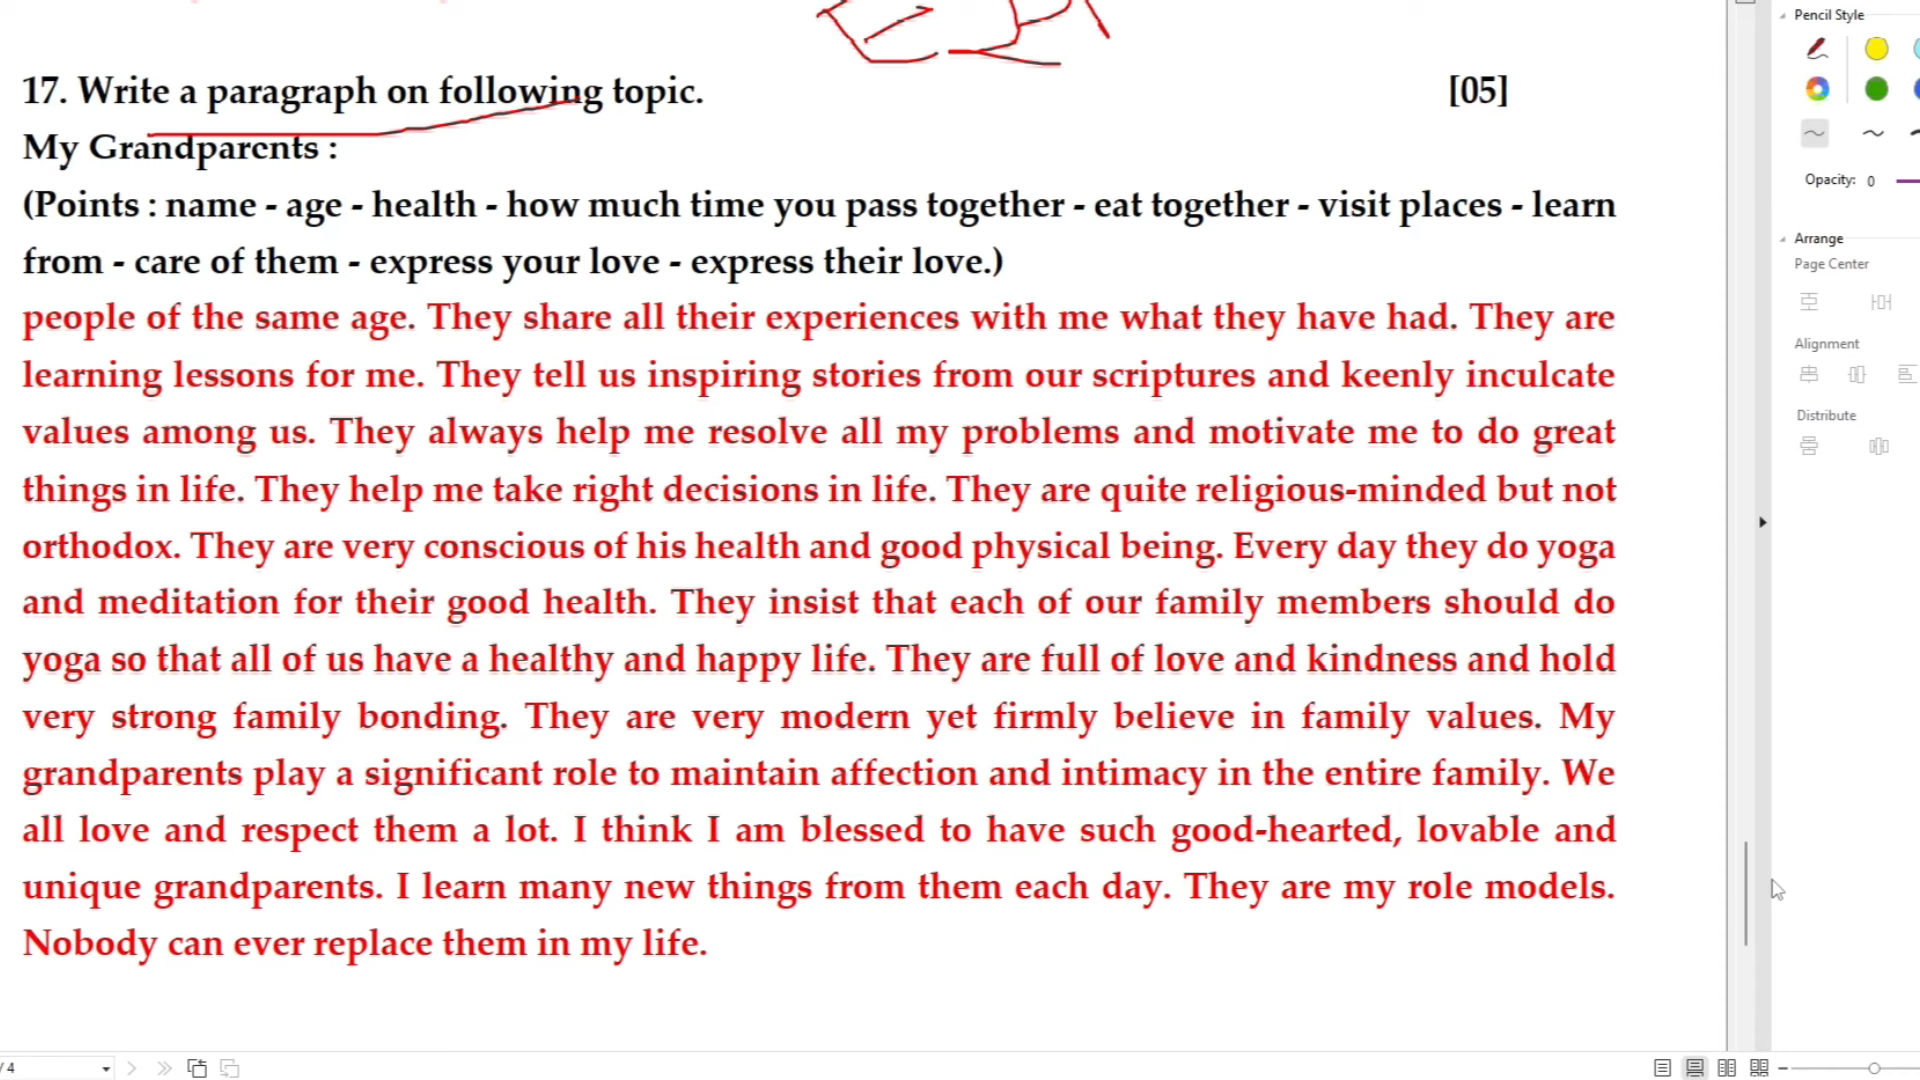 Pencil Style
17. Write a paragraph on following topic. [05]
My Grandparents :
(Points : name - age - health - how much time you pass together - eat together - visit places - learn
from - care of them - express your love - express their love.)
people of the same age. They share all their experiences with me what they have had. They are
learning lessons for me. They tell us inspiring stories from our scriptures and keenly inculcate
values among us. They always help me resolve all my problems and motivate me to do great
things in life. They help me take right decisions in life. They are quite religious-minded but not
orthodox. They are very conscious of his health and good physical being. Every day they do yoga
and meditation for their good health. They insist that each of our family members should do
yoga so that all of us have a healthy and happy life. They are full of love and kindness and hold
very strong family bonding. They are very modern yet firmly believe in family values. My
grandparents play a significant role to maintain affection and intimacy in the entire family. We
all love and respect them a lot. I think I am blessed to have such good-hearted, lovable and
unique grandparents. I learn many new things from them each day. They are my role models.
Nobody can ever replace them in my life.
Opacity: 0
Arrange
Page Center
Alignment
Distribute
/4